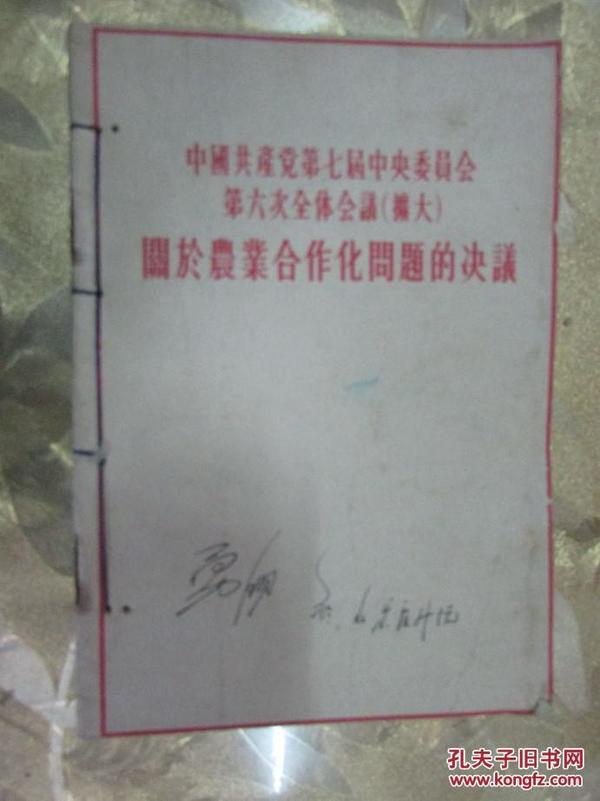 中國共產党第七屆中央委員会
第六次全体会議(擴大)
關於農業合作化問題的决議
孔夫子旧书网
www.kongfz.com